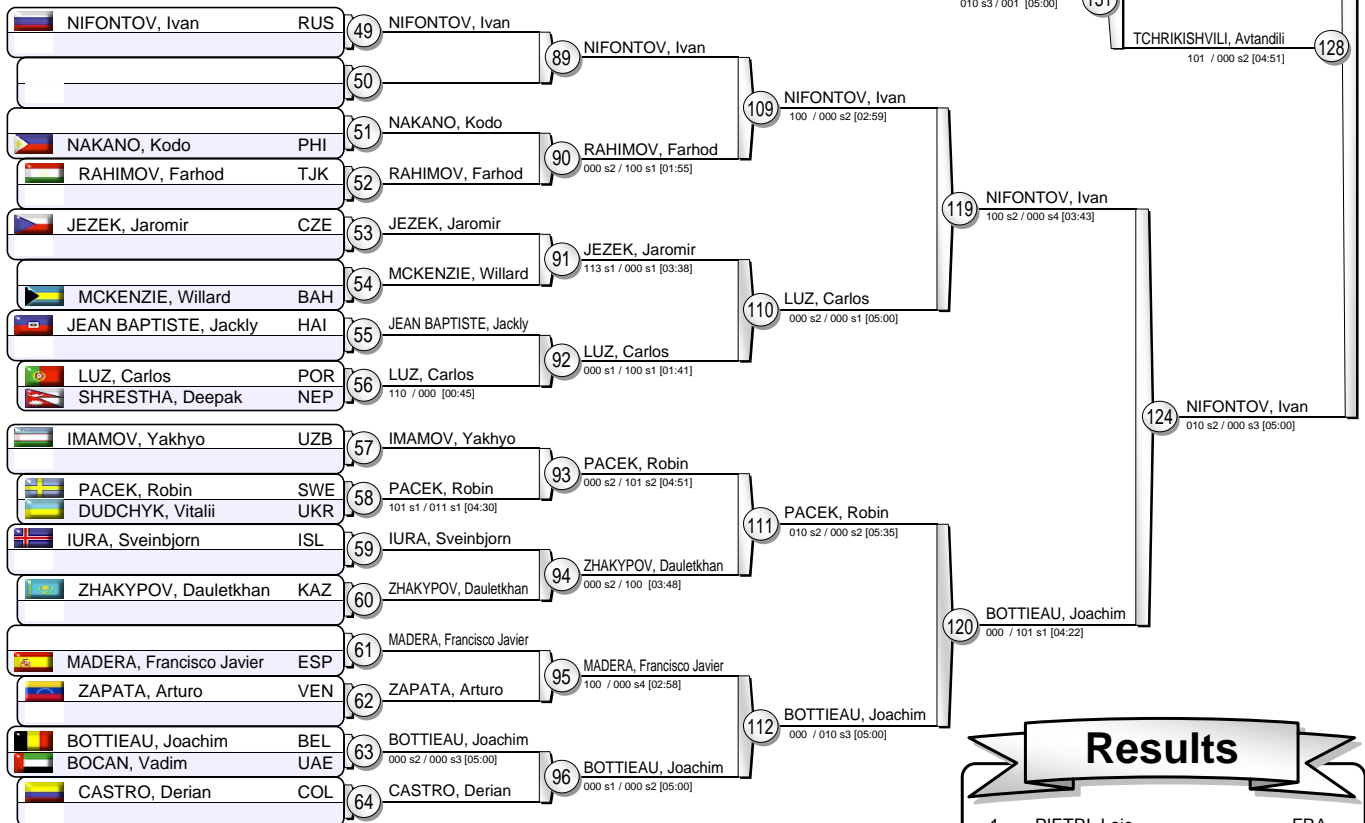 NIFONTOV, Ivan RUS
49
NIFONTOV, Ivan
50
89
NIFONTOV, Ivan
NAKANO, Kodo PHI
51
NAKANO, Kodo
RAHIMOV, Farhod TJK
52
RAHIMOV, Farhod
90
RAHIMOV, Farhod
000 s2 / 100 s1 [01:55]
109
NIFONTOV, Ivan
100 / 000 s2 [02:59]
JEZEK, Jaromir CZE
53
JEZEK, Jaromir
MCKENZIE, Willard BAH
54
MCKENZIE, Willard
91
JEZEK, Jaromir
113 s1 / 000 s1 [03:38]
JEAN BAPTISTE, Jackly HAI
55
JEAN BAPTISTE, Jackly
LUZ, Carlos POR
SHRESTHA, Deepak NEP
56
LUZ, Carlos
110 / 000 [00:45]
92
LUZ, Carlos
000 s1 / 100 s1 [01:41]
110
LUZ, Carlos
000 s2 / 000 s1 [05:00]
119
NIFONTOV, Ivan
100 s2 / 000 s4 [03:43]
IMAMOV, Yakhyo UZB
57
IMAMOV, Yakhyo
PACEK, Robin SWE
DUDCHYK, Vitalii UKR
58
PACEK, Robin
101 s1 / 011 s1 [04:30]
93
PACEK, Robin
000 s2 / 101 s2 [04:51]
IURA, Sveinbjorn ISL
59
IURA, Sveinbjorn
ZHAKYPOV, Dauletkhan KAZ
60
ZHAKYPOV, Dauletkhan
94
ZHAKYPOV, Dauletkhan
000 s2 / 100 [03:48]
111
PACEK, Robin
010 s2 / 000 s2 [05:35]
MADERA, Francisco Javier ESP
61
MADERA, Francisco Javier
ZAPATA, Arturo VEN
62
ZAPATA, Arturo
95
MADERA, Francisco Javier
100 / 000 s4 [02:58]
BOTTIEAU, Joachim BEL
BOCAN, Vadim UAE
63
BOTTIEAU, Joachim
000 s2 / 000 s3 [05:00]
CASTRO, Derian COL
64
CASTRO, Derian
96
BOTTIEAU, Joachim
000 s1 / 000 s2 [05:00]
112
BOTTIEAU, Joachim
000 / 010 s3 [05:00]
120
BOTTIEAU, Joachim
000 / 101 s1 [04:22]
124
NIFONTOV, Ivan
010 s2 / 000 s3 [05:00]
010 s3 / 001 [05:00]
TCHRIKISHVILI, Avtandili
101 / 000 s2 [04:51]
128
Results